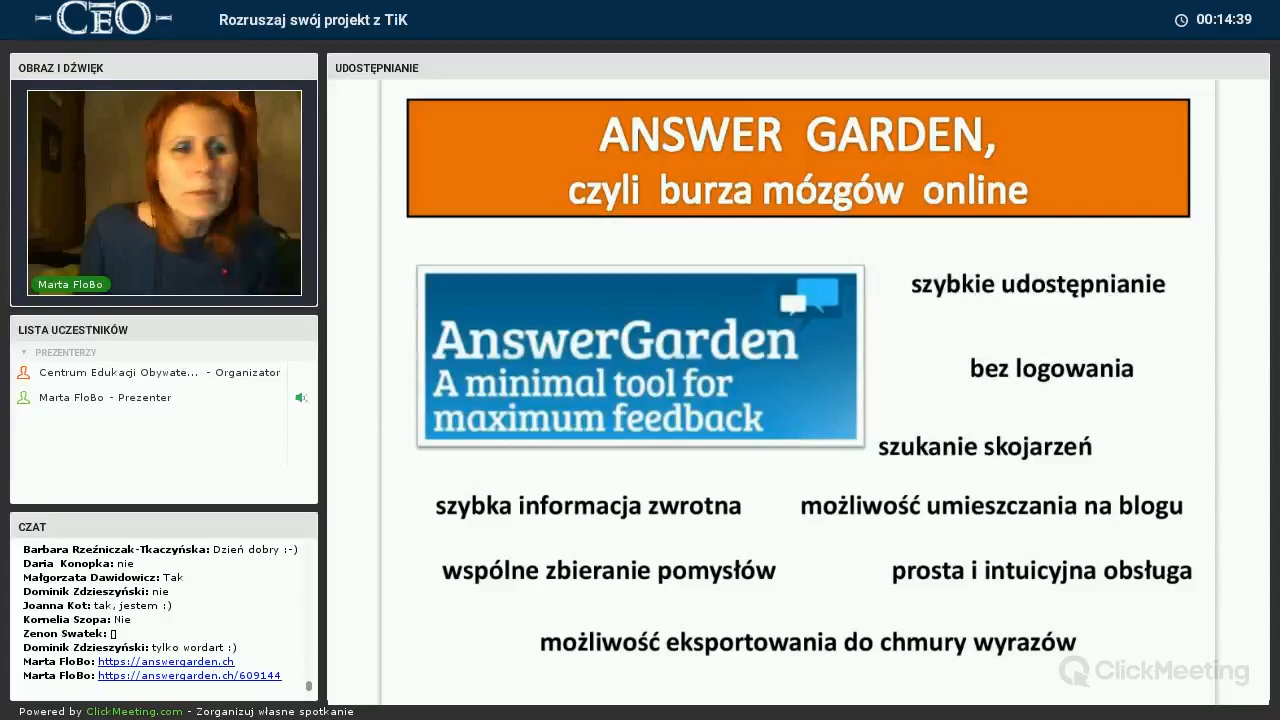 CEO
Rozruszaj swój projekt z TiK
00:14:39
OBRAZ I DŹWIĘK
Marta FloBo
LISTA UCZESTNIKÓW
PREZENTERZY
Centrum Edukacji Obywate... - Organizator
Marta FloBo - Prezenter
CZAT
Barbara Rzeźniczak-Tkaczyńska: Dzień dobry :-)
Daria Konopka: nie
Małgorzata Dawidowicz: Tak
Dominik Zdzieszyński: nie
Joanna Kot: tak, jestem :)
Kornelia Szopa: Nie
Zenon Swatek:
Dominik Zdzieszyński: tylko wordart :)
Marta FloBo: https://answergarden.ch
Marta FloBo: https://answergarden.ch/609144
UDOSTĘPNIANIE
ANSWER GARDEN,
czyli burza mózgów online
AnswerGarden
A minimal tool for
maximum feedback
szybkie udostępnianie
bez logowania
szukanie skojarzeń
szybka informacja zwrotna
możliwość umieszczania na blogu
wspólne zbieranie pomysłów
prosta i intuicyjna obsługa
możliwość eksportowania do chmury wyrazów
ClickMeeting
Powered by ClickMeeting.com - Zorganizuj własne spotkanie